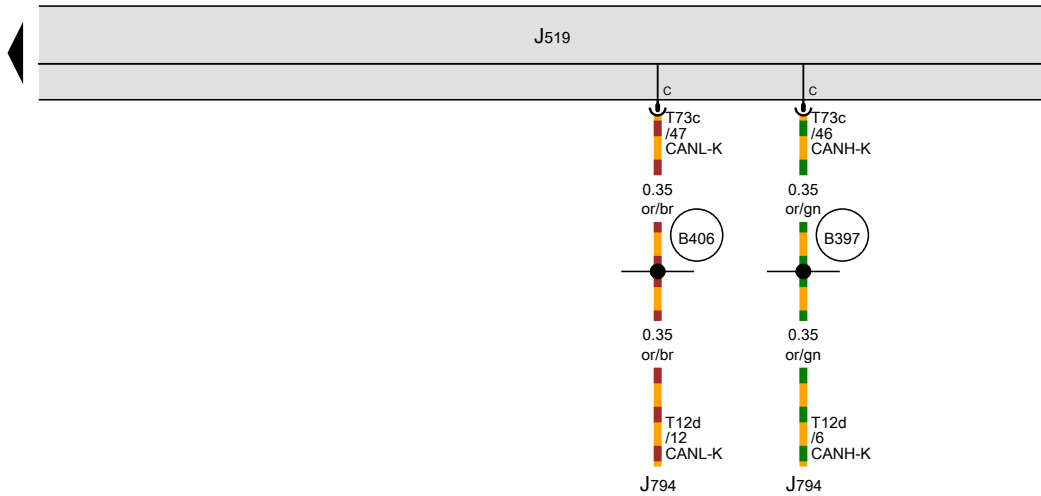 J519
C
C
T73c
/47
CANL-K
T73c
/46
CANH-K
0.35
or/br
0.35
or/gn
B406
B397
0.35
or/br
0.35
or/gn
T12d
/12
CANL-K
T12d
/6
CANH-K
J794
J794